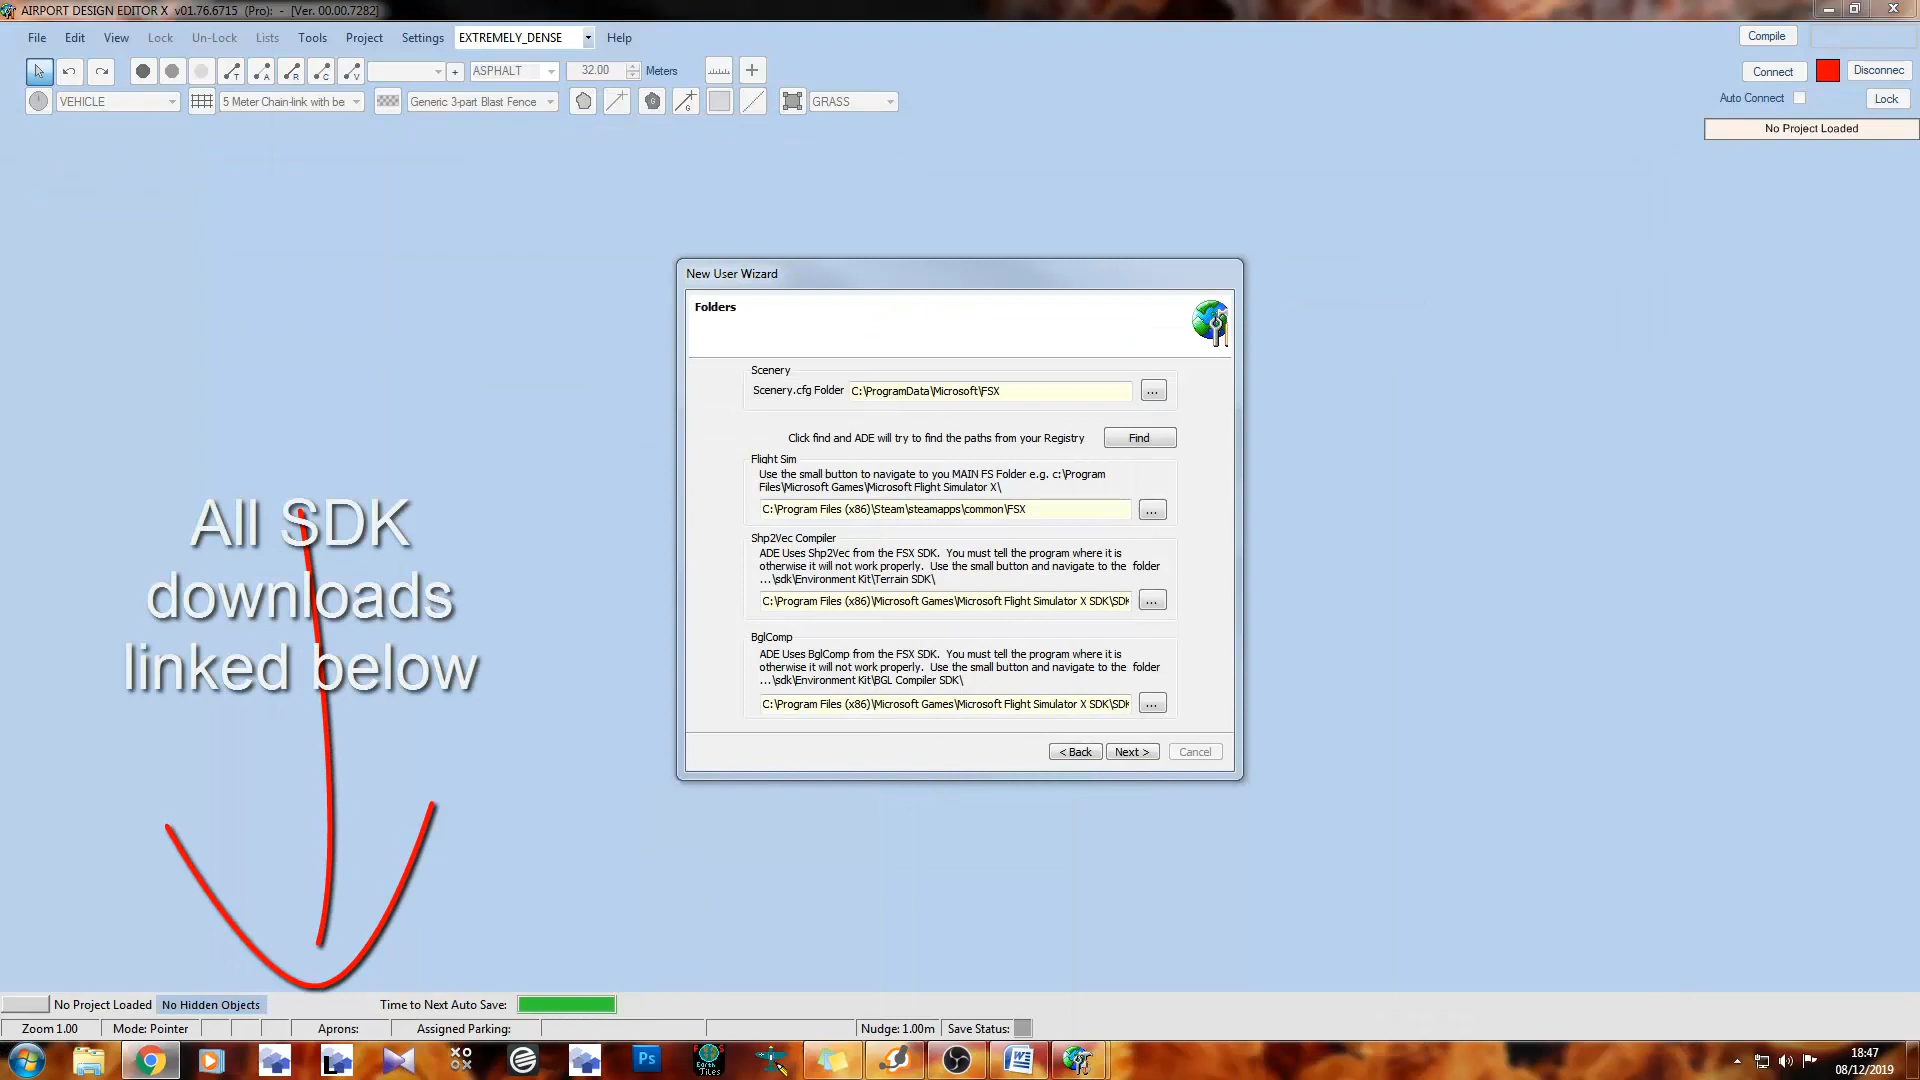 AIRPORT DESIGN EDITOR X v01.76.6715 (Pro): - [Ver. 00.00.7282]
File Edit View Lock Un-Lock Lists Tools Project Settings EXTREMELY_DENSE Help
Compile
T A R C V + ASPHALT 32.00 Meters
Connect Disconnec
VEHICLE 5 Meter Chain-link with be Generic 3-part Blast Fence G G GRASS
Auto Connect Lock
No Project Loaded
New User Wizard
Folders
Scenery
Scenery.cfg Folder C:\ProgramData\Microsoft\FSX ...
Click find and ADE will try to find the paths from your Registry Find
Flight Sim
Use the small button to navigate to you MAIN FS Folder e.g. c:\Program
Files\Microsoft Games\Microsoft Flight Simulator X\
C:\Program Files (x86)\Steam\steamapps\common\FSX ...
Shp2Vec Compiler
ADE Uses Shp2Vec from the FSX SDK. You must tell the program where it is
otherwise it will not work properly. Use the small button and navigate to the folder
...\sdk\Environment Kit\Terrain SDK\
C:\Program Files (x86)\Microsoft Games\Microsoft Flight Simulator X SDK\SDK ...
BglComp
ADE Uses BglComp from the FSX SDK. You must tell the program where it is
otherwise it will not work properly. Use the small button and navigate to the folder
...\sdk\Environment Kit\BGL Compiler SDK\
C:\Program Files (x86)\Microsoft Games\Microsoft Flight Simulator X SDK\SDK ...
< Back Next > Cancel
All SDK
downloads
linked below
No Project Loaded No Hidden Objects Time to Next Auto Save:
Zoom 1.00 Mode: Pointer Aprons: Assigned Parking: Nudge: 1.00m Save Status:
L Ps Earth Tiles
18:47
08/12/2019